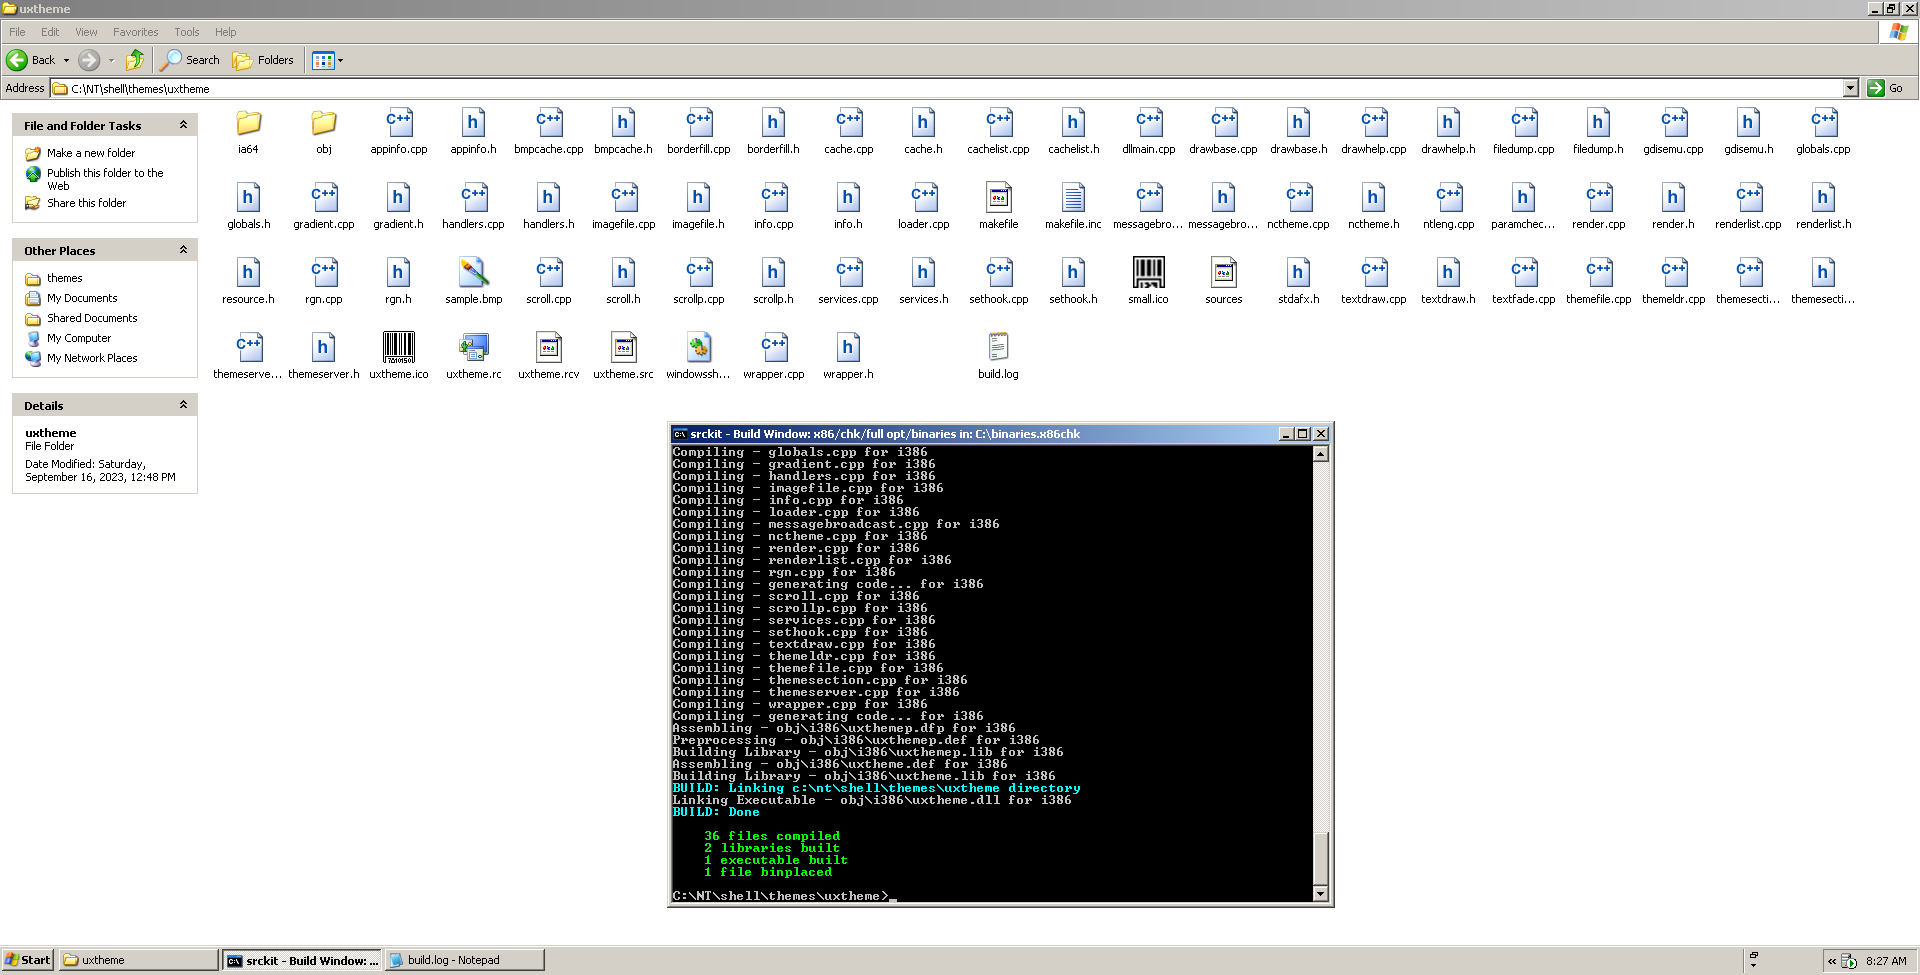 uxtheme
File Edit View Favorites Tools Help
Back Search Folders
Address C:\NT\shell\themes\uxtheme Go
File and Folder Tasks
Make a new folder
Publish this folder to the
Web
Share this folder
Other Places
themes
My Documents
Shared Documents
My Computer
My Network Places
Details
uxtheme
File Folder
Date Modified: Saturday,
September 16, 2023, 12:48 PM
ia64 obj appinfo.cpp appinfo.h bmpcache.cpp bmpcache.h borderfill.cpp borderfill.h cache.cpp cache.h cachelist.cpp cachelist.h dllmain.cpp drawbase.cpp drawbase.h drawhelp.cpp drawhelp.h filedump.cpp filedump.h gdisemu.cpp gdisemu.h globals.cpp
globals.h gradient.cpp gradient.h handlers.cpp handlers.h imagefile.cpp imagefile.h info.cpp info.h loader.cpp makefile makefile.inc messagebro... messagebro... nctheme.cpp nctheme.h ntleng.cpp paramchec... render.cpp render.h renderlist.cpp renderlist.h
resource.h rgn.cpp rgn.h sample.bmp scroll.cpp scroll.h scrollp.cpp scrollp.h services.cpp services.h sethook.cpp sethook.h small.ico sources stdafx.h textdraw.cpp textdraw.h textfade.cpp themefile.cpp themeldr.cpp themesecti... themesecti...
themeserve... themeserver.h uxtheme.ico uxtheme.rc uxtheme.rcv uxtheme.src windowssh... wrapper.cpp wrapper.h build.log
srckit - Build Window: x86/chk/full opt/binaries in: C:\binaries.x86chk
Compiling - globals.cpp for i386
Compiling - gradient.cpp for i386
Compiling - handlers.cpp for i386
Compiling - imagefile.cpp for i386
Compiling - info.cpp for i386
Compiling - loader.cpp for i386
Compiling - messagebroadcast.cpp for i386
Compiling - nctheme.cpp for i386
Compiling - render.cpp for i386
Compiling - renderlist.cpp for i386
Compiling - rgn.cpp for i386
Compiling - generating code... for i386
Compiling - scroll.cpp for i386
Compiling - scrollp.cpp for i386
Compiling - services.cpp for i386
Compiling - sethook.cpp for i386
Compiling - textdraw.cpp for i386
Compiling - themeldr.cpp for i386
Compiling - themefile.cpp for i386
Compiling - themesection.cpp for i386
Compiling - themeserver.cpp for i386
Compiling - wrapper.cpp for i386
Compiling - generating code... for i386
Assembling - obj\i386\uxthemep.dfp for i386
Preprocessing - obj\i386\uxthemep.def for i386
Building Library - obj\i386\uxthemep.lib for i386
Assembling - obj\i386\uxtheme.def for i386
Building Library - obj\i386\uxtheme.lib for i386
BUILD: Linking c:\nt\shell\themes\uxtheme directory
Linking Executable - obj\i386\uxtheme.dll for i386
BUILD: Done
36 files compiled
2 libraries built
1 executable built
1 file binplaced
C:\NT\shell\themes\uxtheme>_
Start uxtheme srckit - Build Window: ... build.log - Notepad « 8:27 AM